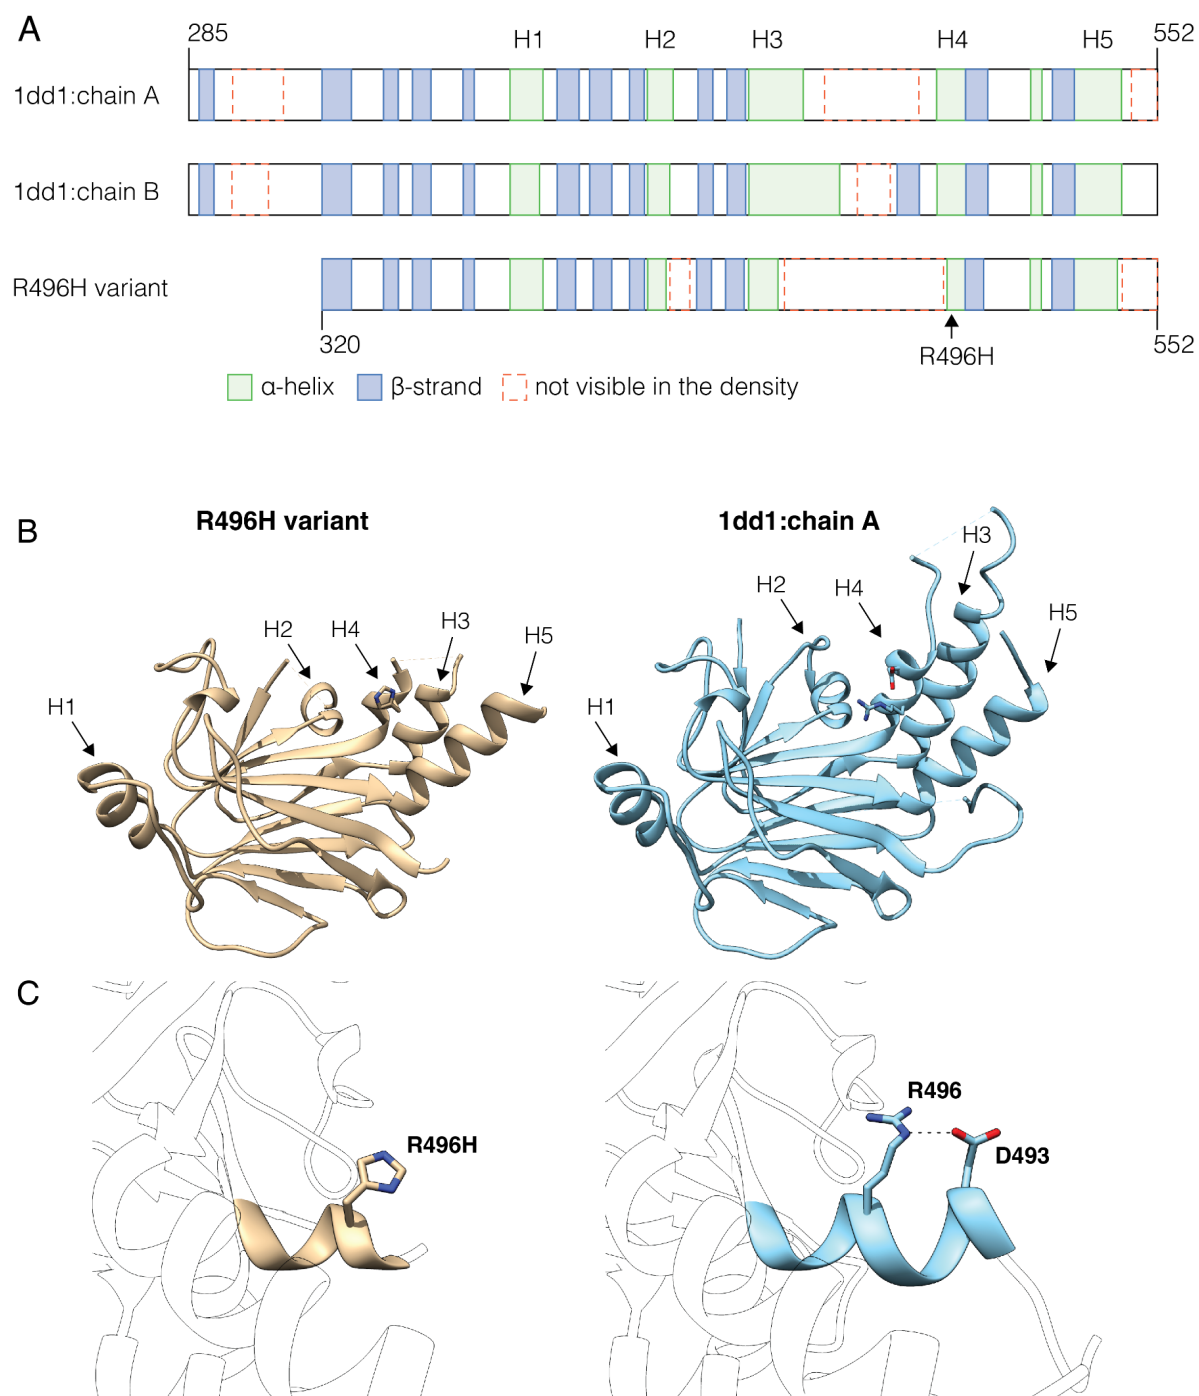 A
285 H1 H2 H3 H4 H5 552
1dd1:chain A
1dd1:chain B
R496H variant
320 R496H 552
α-helix β-strand not visible in the density
B
R496H variant
H1 H2 H4 H3 H5
1dd1:chain A
H1 H2 H4 H3 H5
C
R496H
R496
D493